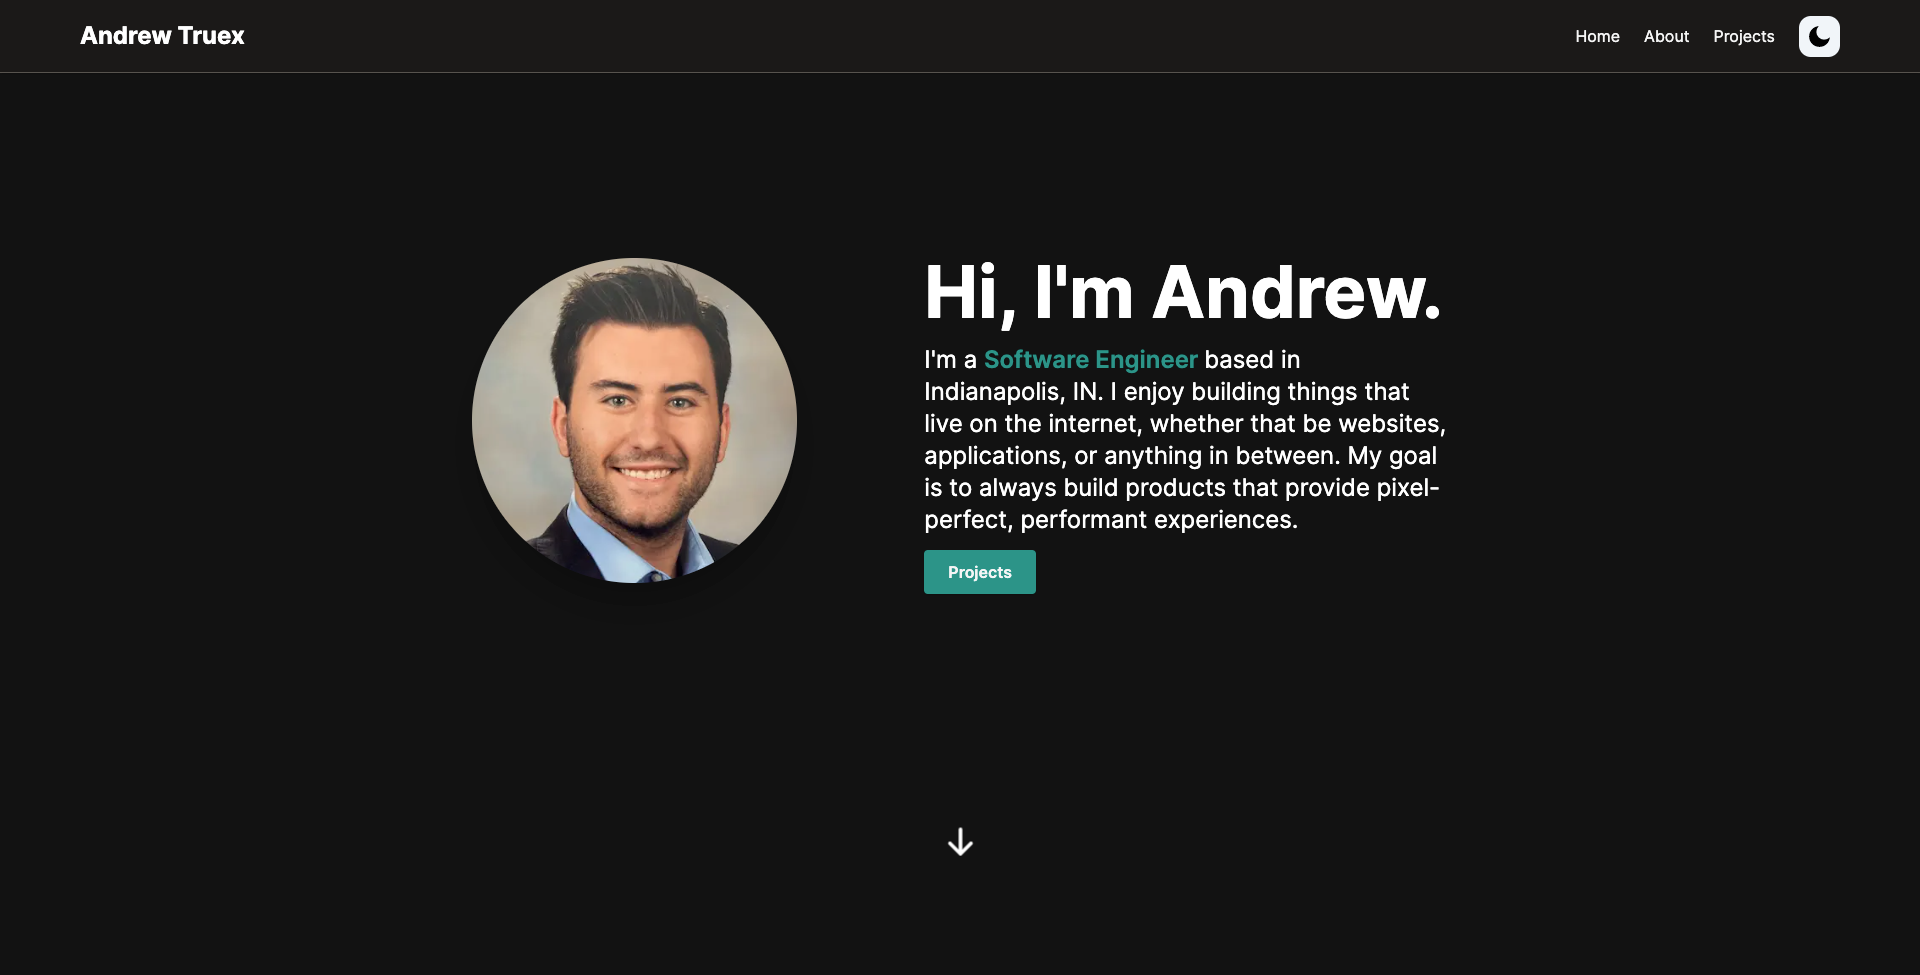 Andrew Truex
Home
About
Projects
Hi, I'm Andrew.
I'm a Software Engineer based in
Indianapolis, IN. I enjoy building things that
live on the internet, whether that be websites,
applications, or anything in between. My goal
is to always build products that provide pixel-
perfect, performant experiences.
Projects